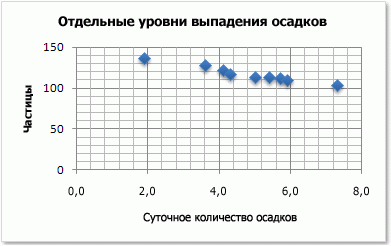 Отдельные уровни выпадения осадков
Частицы
150
100
50
0
0,0 2,0 4,0 6,0 8,0
Суточное количество осадков